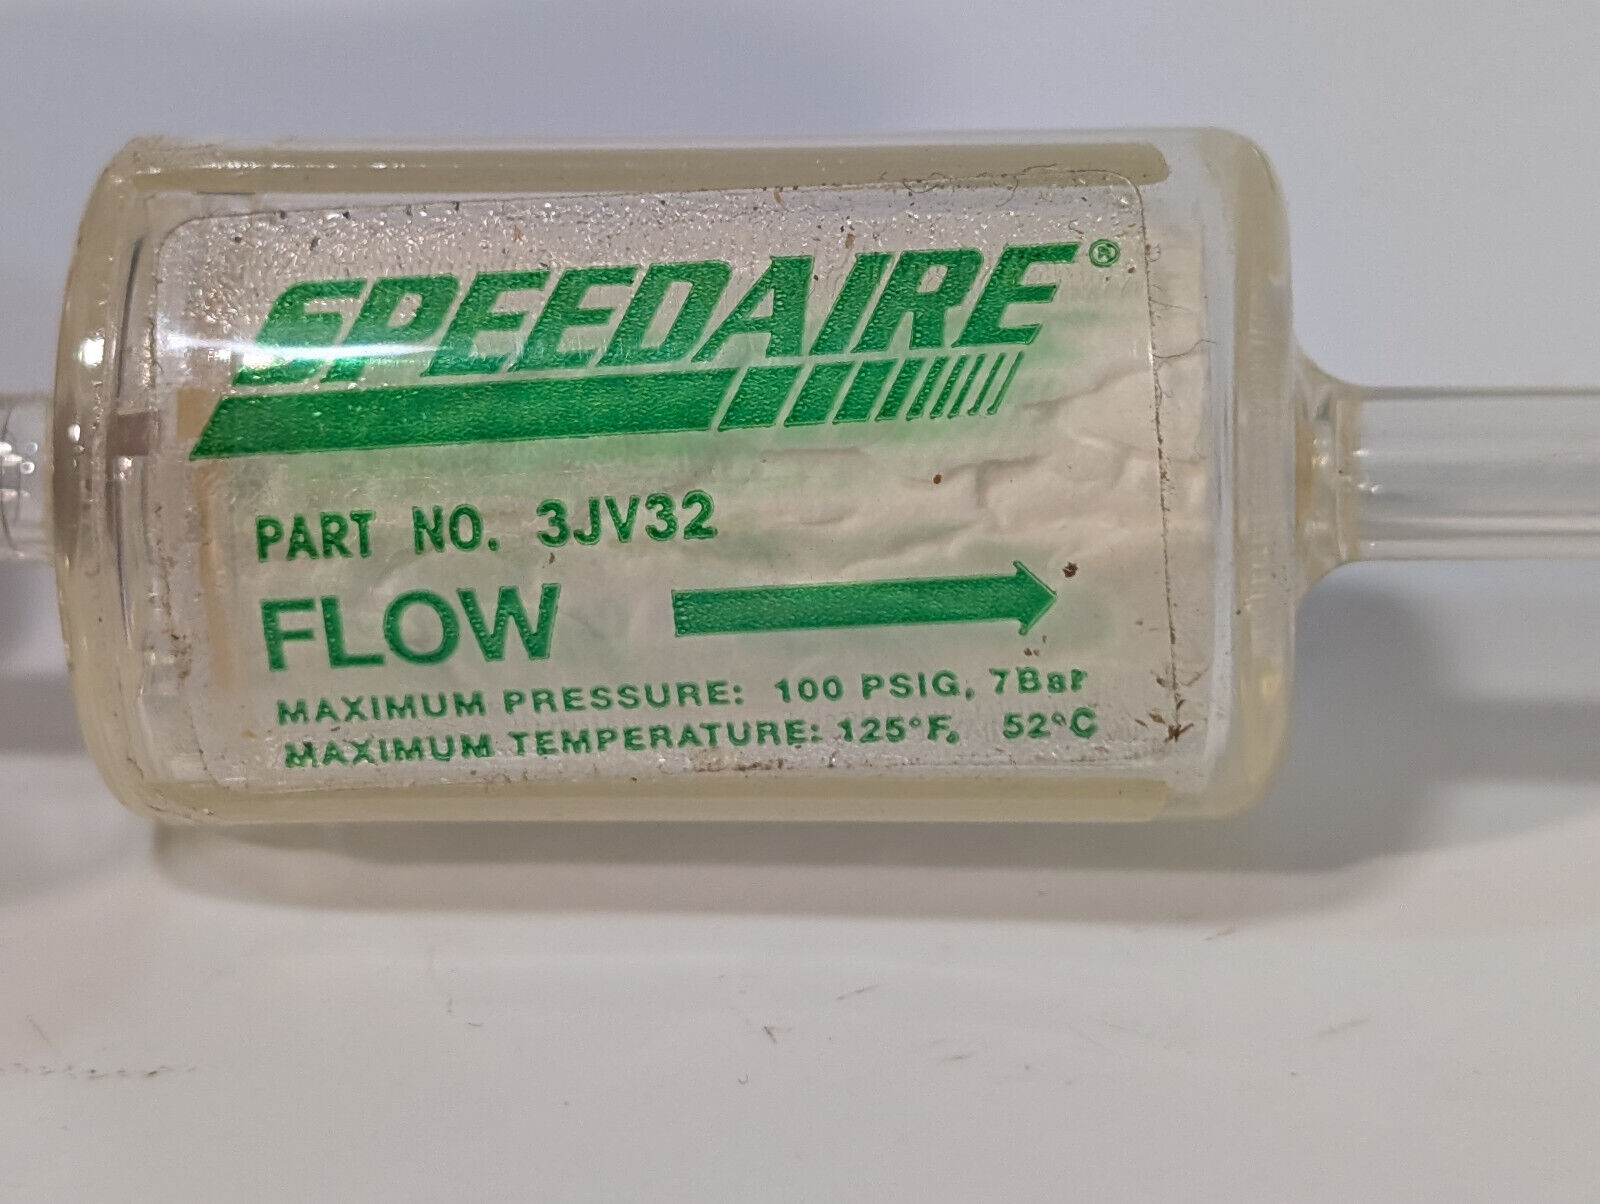 SPEEDAIRE®
PART NO. 3JV32
FLOW
MAXIMUM PRESSURE: 100 PSIG, 7Bar
MAXIMUM TEMPERATURE: 125°F, 52°C